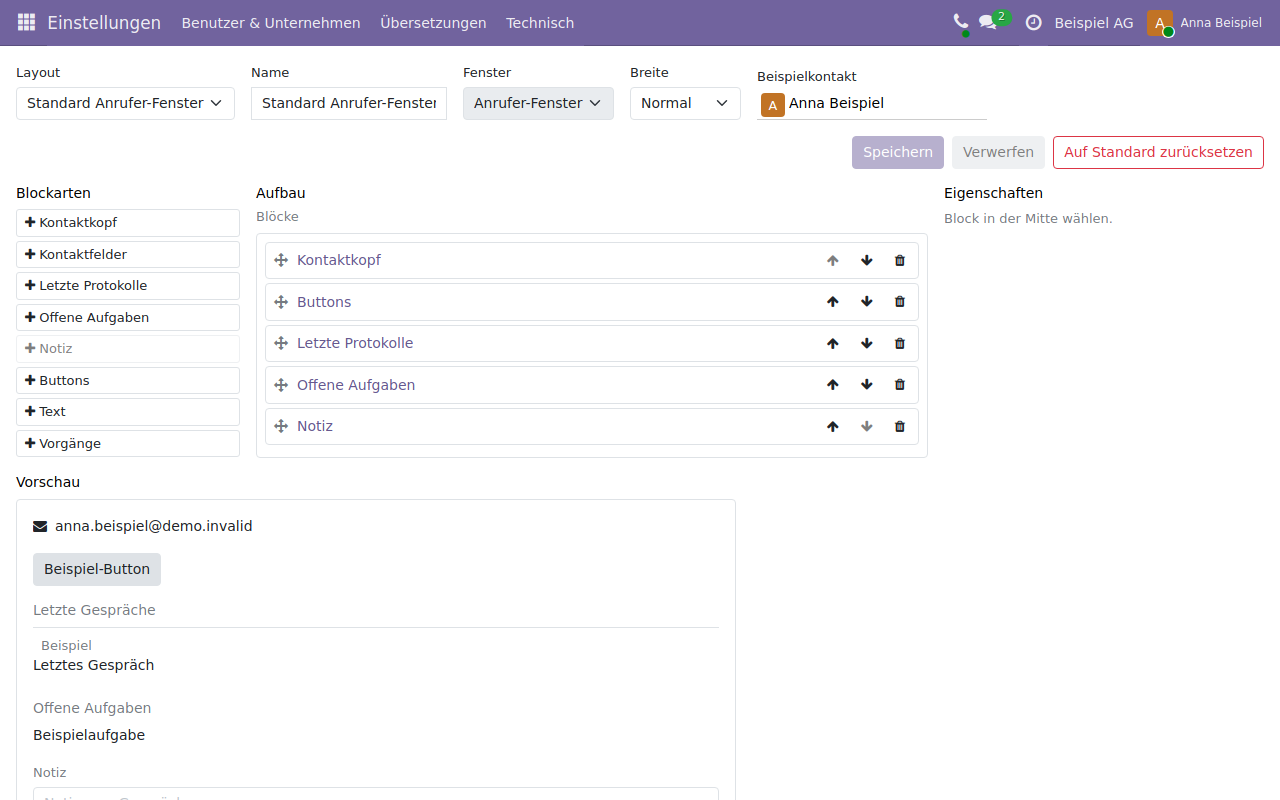 Einstellungen Benutzer & Unternehmen Übersetzungen Technisch 2 Beispiel AG A Anna Beispiel
Layout Name Fenster Breite Beispielkontakt
Standard Anrufer-Fenster Standard Anrufer-Fenster Anrufer-Fenster Normal A Anna Beispiel
Speichern Verwerfen Auf Standard zurücksetzen
Blockarten Aufbau Eigenschaften
Blöcke Block in der Mitte wählen.
Kontaktkopf
Kontaktfelder
Letzte Protokolle
Offene Aufgaben
Notiz
Buttons
Text
Vorgänge
Kontaktkopf
Buttons
Letzte Protokolle
Offene Aufgaben
Notiz
Vorschau
anna.beispiel@demo.invalid
Beispiel-Button
Letzte Gespräche
Beispiel
Letztes Gespräch
Offene Aufgaben
Beispielaufgabe
Notiz